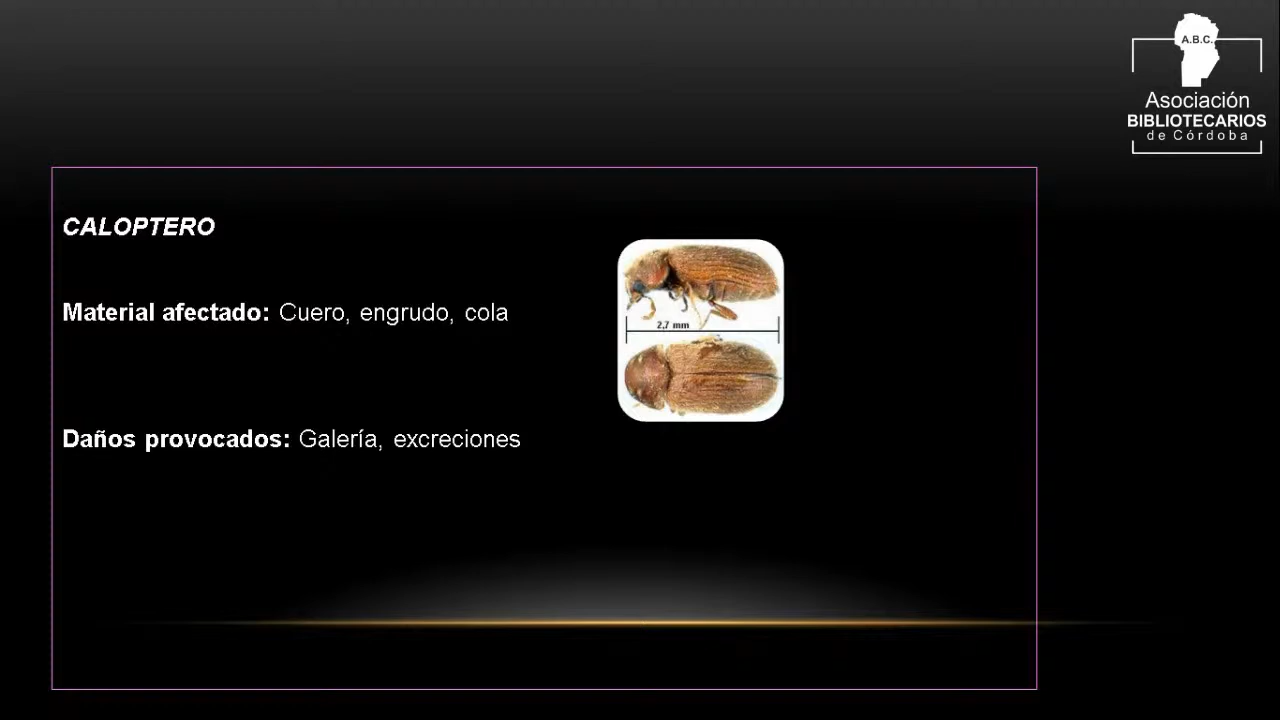 A.B.C.
Asociación
BIBLIOTECARIOS
de Córdoba
CALOPTERO
Material afectado: Cuero, engrudo, cola
2,7 mm
Daños provocados: Galería, excreciones